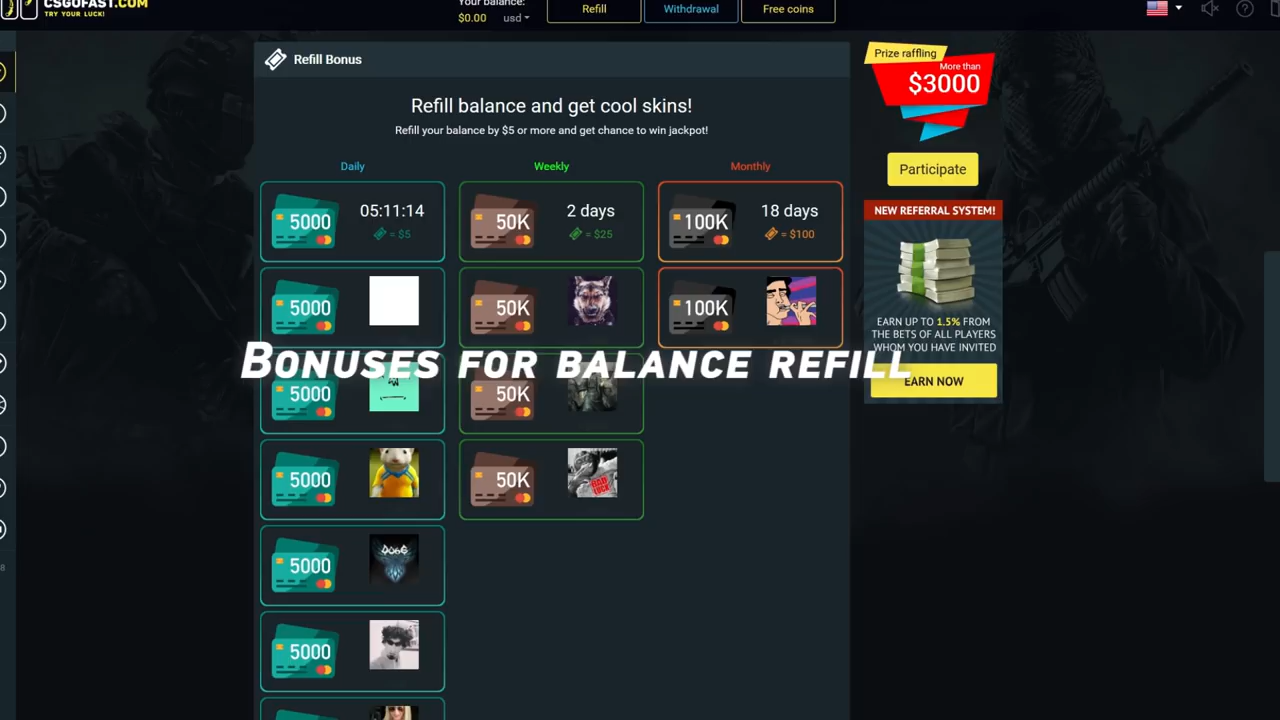 CSGOFAST.COM
TRY YOUR LUCK!
Your balance:
$0.00 usd
Refill
Withdrawal
Free coins
Refill Bonus
Refill balance and get cool skins!
Refill your balance by $5 or more and get chance to win jackpot!
Daily
Weekly
Monthly
5000 05:11:14
= $5
50K 2 days
= $25
100K 18 days
= $100
5000
50K
100K
BONUSES FOR BALANCE REFILL
5000
50K
5000
50K
BAD LUCK
5000
5000
Prize raffling
More than
$3000
Participate
NEW REFERRAL SYSTEM!
EARN UP TO 1.5% FROM
THE BETS OF ALL PLAYERS
WHOM YOU HAVE INVITED
EARN NOW